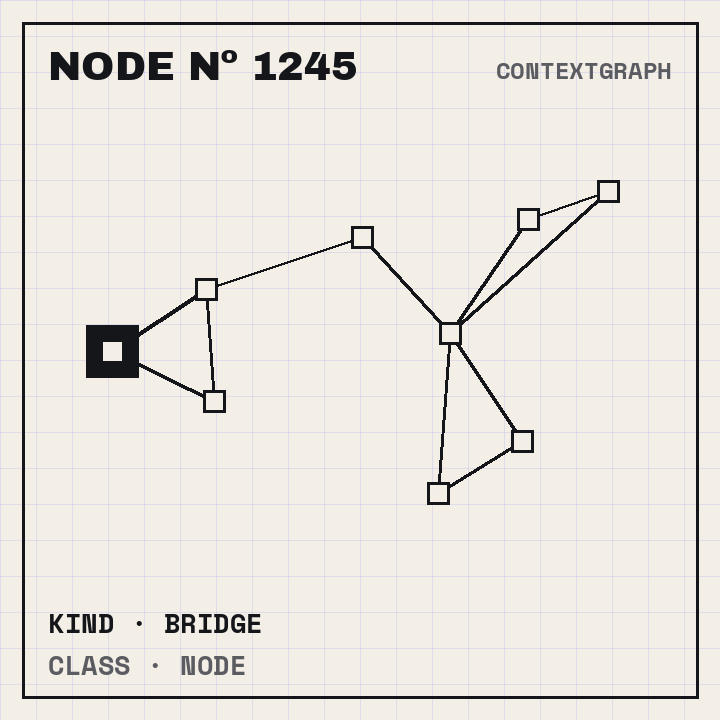 NODE Nº 1245
CONTEXTGRAPH
KIND · BRIDGE
CLASS · NODE